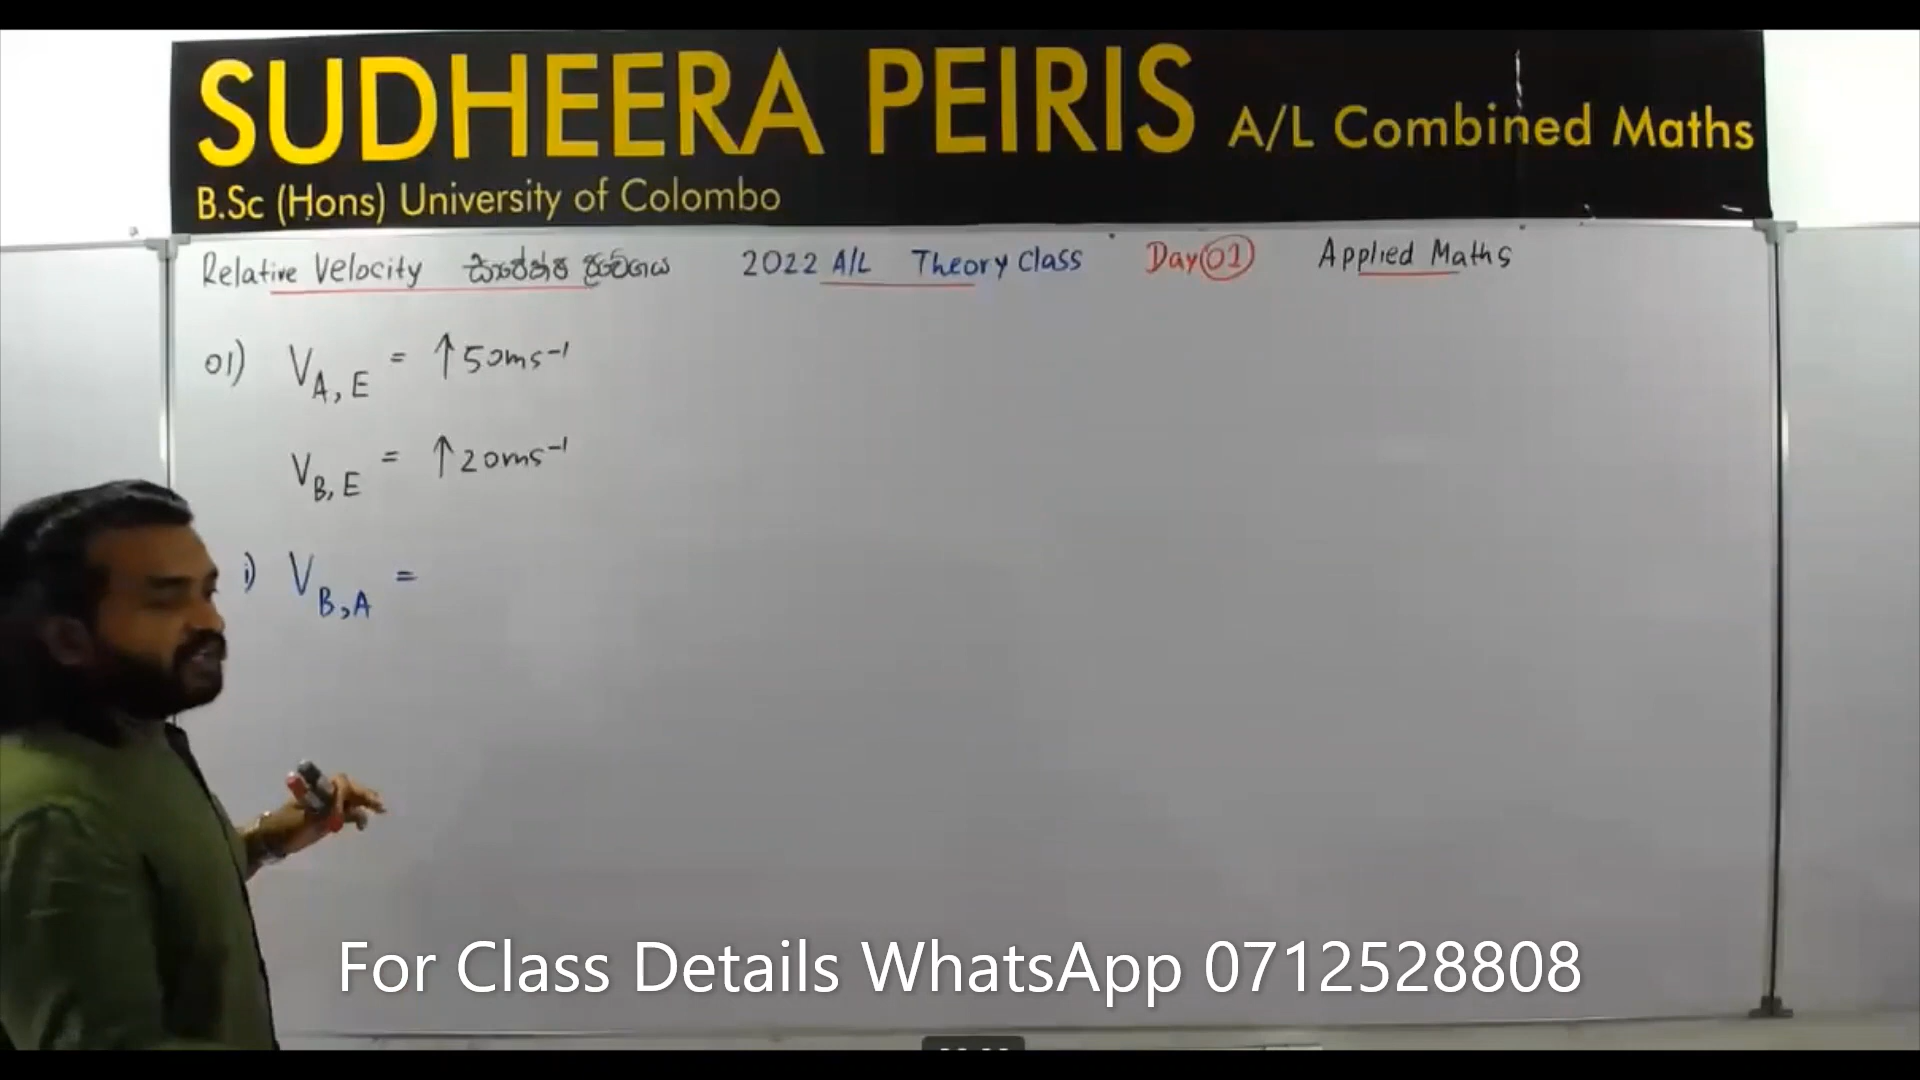 SUDHEERA PEIRIS A/L Combined Maths
B.Sc (Hons) University of Colombo
Relative Velocity සාපේක්ෂ ප්‍රවේගය 2022 A/L Theory Class Day 01 Applied Maths
01) V_A, E = ↑ 50ms⁻¹
V_B, E = ↑ 20ms⁻¹
i) V_B, A =
For Class Details WhatsApp 0712528808